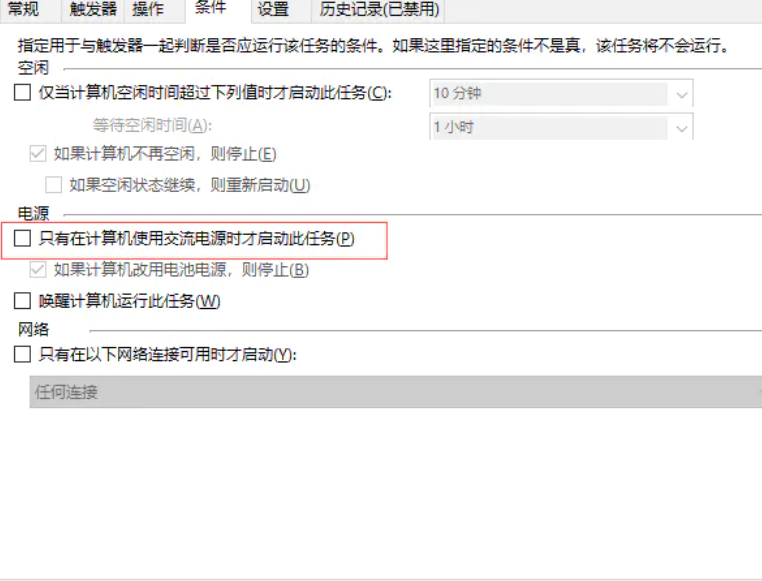 常规 触发器 操作 条件 设置 历史记录(已禁用)
指定用于与触发器一起判断是否应运行该任务的条件。如果这里指定的条件不是真，该任务将不会运行。
空闲
仅当计算机空闲时间超过下列值时才启动此任务(C): 10 分钟
等待空闲时间(A): 1 小时
如果计算机不再空闲，则停止(E)
如果空闲状态继续，则重新启动(U)
电源
只有在计算机使用交流电源时才启动此任务(P)
如果计算机改用电池电源，则停止(B)
唤醒计算机运行此任务(W)
网络
只有在以下网络连接可用时才启动(Y):
任何连接